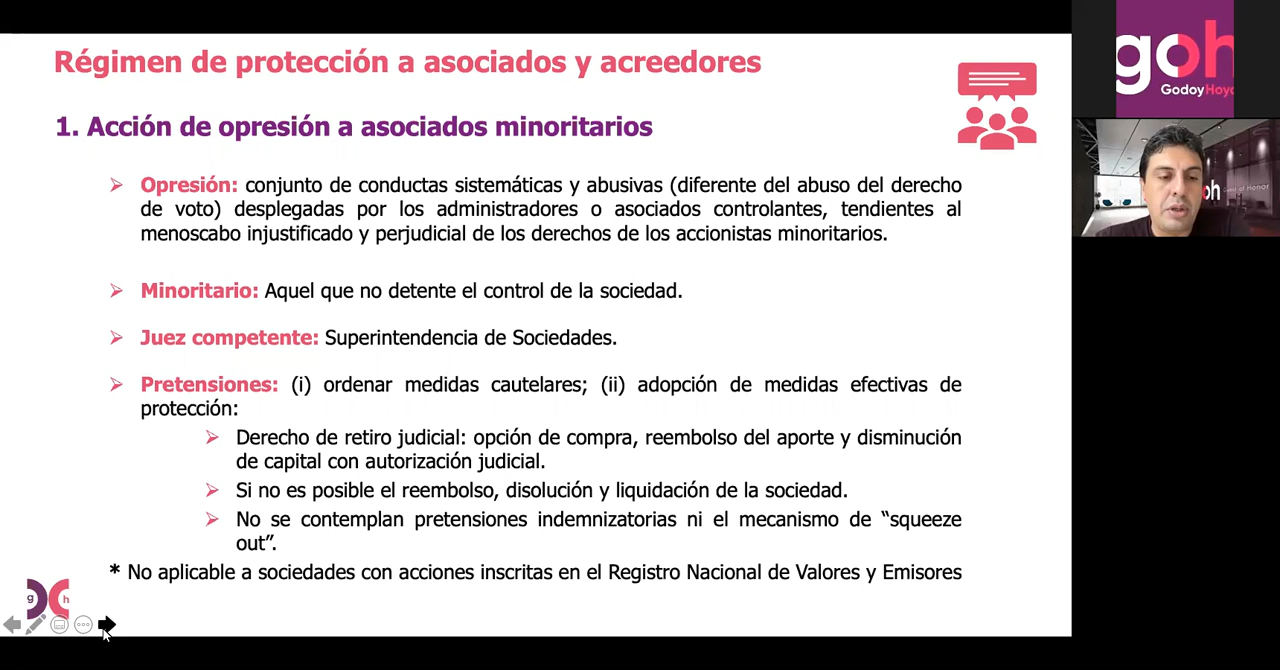 Régimen de protección a asociados y acreedores
1. Acción de opresión a asociados minoritarios
Opresión: conjunto de conductas sistemáticas y abusivas (diferente del abuso del derecho
de voto) desplegadas por los administradores o asociados controlantes, tendientes al
menoscabo injustificado y perjudicial de los derechos de los accionistas minoritarios.
Minoritario: Aquel que no detente el control de la sociedad.
Juez competente: Superintendencia de Sociedades.
Pretensiones: (i) ordenar medidas cautelares; (ii) adopción de medidas efectivas de
protección:
Derecho de retiro judicial: opción de compra, reembolso del aporte y disminución
de capital con autorización judicial.
Si no es posible el reembolso, disolución y liquidación de la sociedad.
No se contemplan pretensiones indemnizatorias ni el mecanismo de “squeeze
out”.
* No aplicable a sociedades con acciones inscritas en el Registro Nacional de Valores y Emisores
g h
goh
GodoyHoyo
oh
of Honor